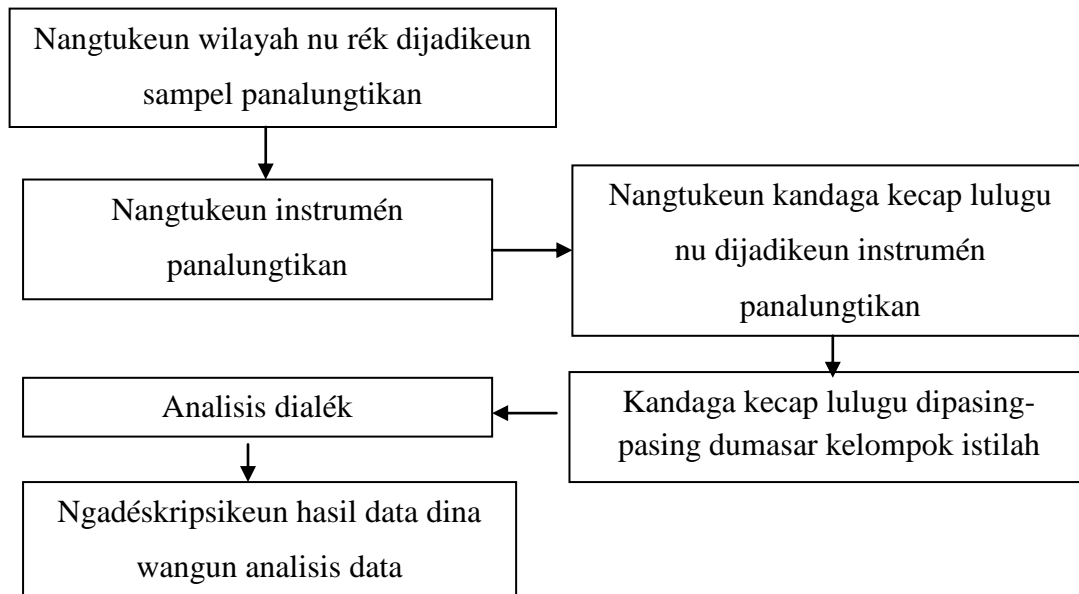 Nangtukeun wilayah nu rék dijadikeun
sampel panalungtikan
Nangtukeun instrumén
panalungtikan
Nangtukeun kandaga kecap lulugu
nu dijadikeun instrumén
panalungtikan
Kandaga kecap lulugu dipasing-
pasing dumasar kelompok istilah
Analisis dialék
Ngadéskripsikeun hasil data dina
wangun analisis data